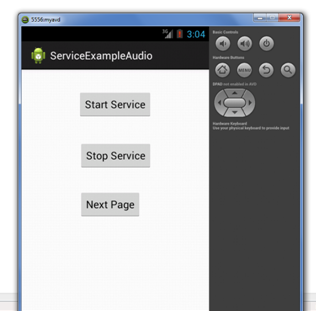 5556:myavd
3G 3:04
ServiceExampleAudio
Start Service
Stop Service
Next Page
Basic Controls
Hardware Buttons
MENU
DPAD not enabled in AVD
Hardware Keyboard
Use your physical keyboard to provide input